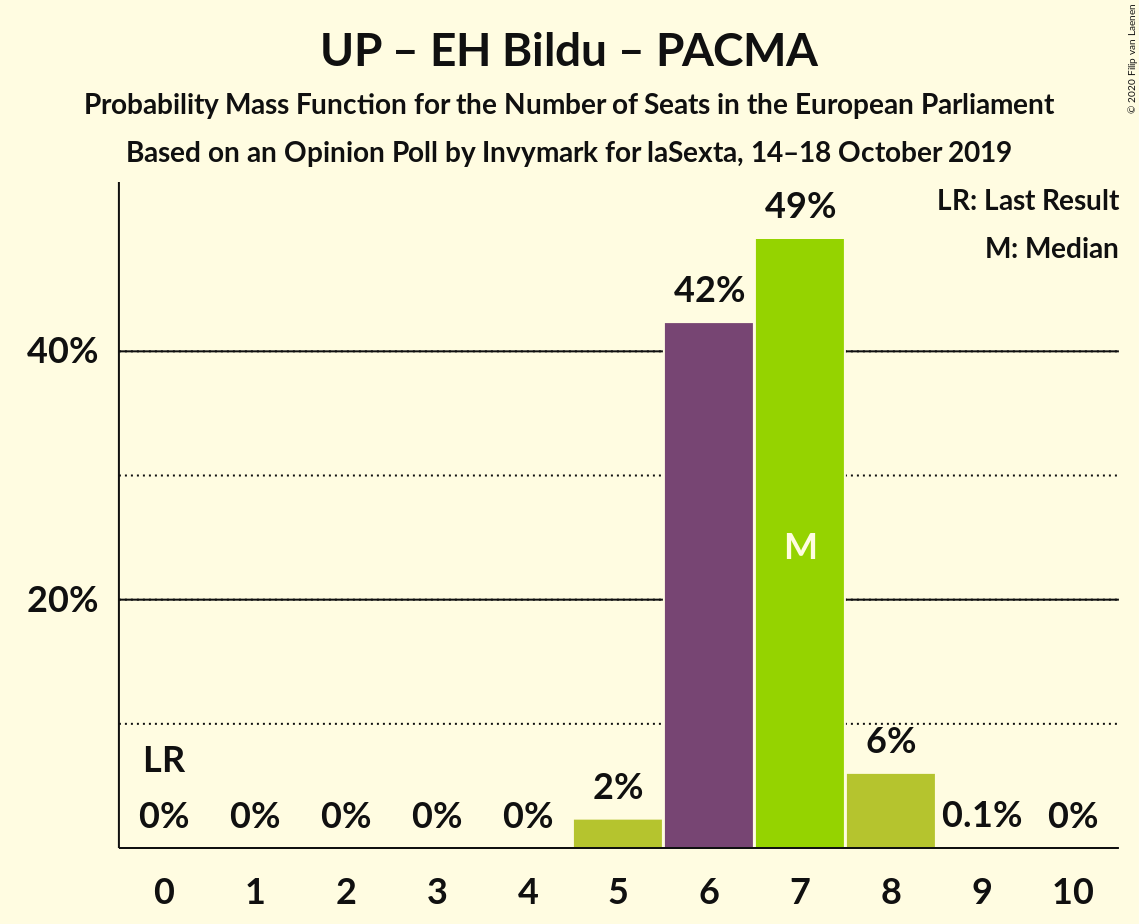 UP – EH Bildu – PACMA
Probability Mass Function for the Number of Seats in the European Parliament
Based on an Opinion Poll by Invymark for laSexta, 14–18 October 2019
© 2020 Filip van Laenen
LR: Last Result
M: Median
49%
42%
40%
M
20%
LR
6%
2%
0%
0%
0%
0%
0%
0.1%
0%
0 1 2 3 4 5 6 7 8 9 10